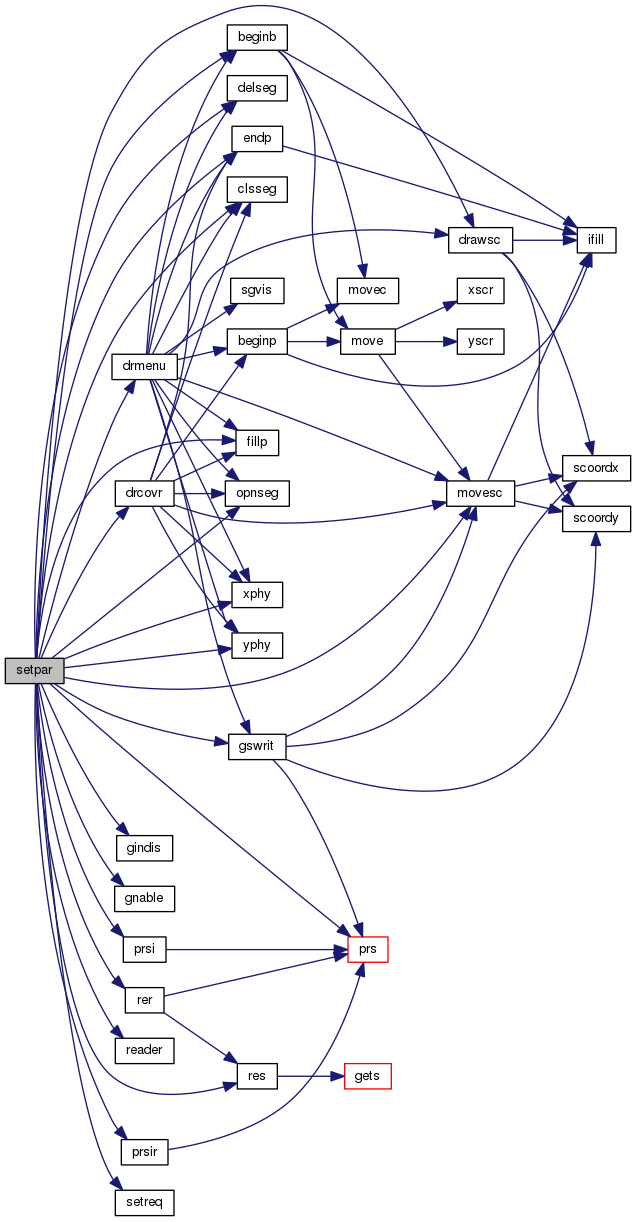 beginb
delseg
endp
clsseg
drawsc
ifill
sgvis
movec
xscr
drmenu
beginp
move
yscr
fillp
scoordx
drcovr
opnseg
movesc
scoordy
xphy
yphy
setpar
gswrit
gindis
gnable
prsi
prs
rer
reader
res
gets
prsir
setreq